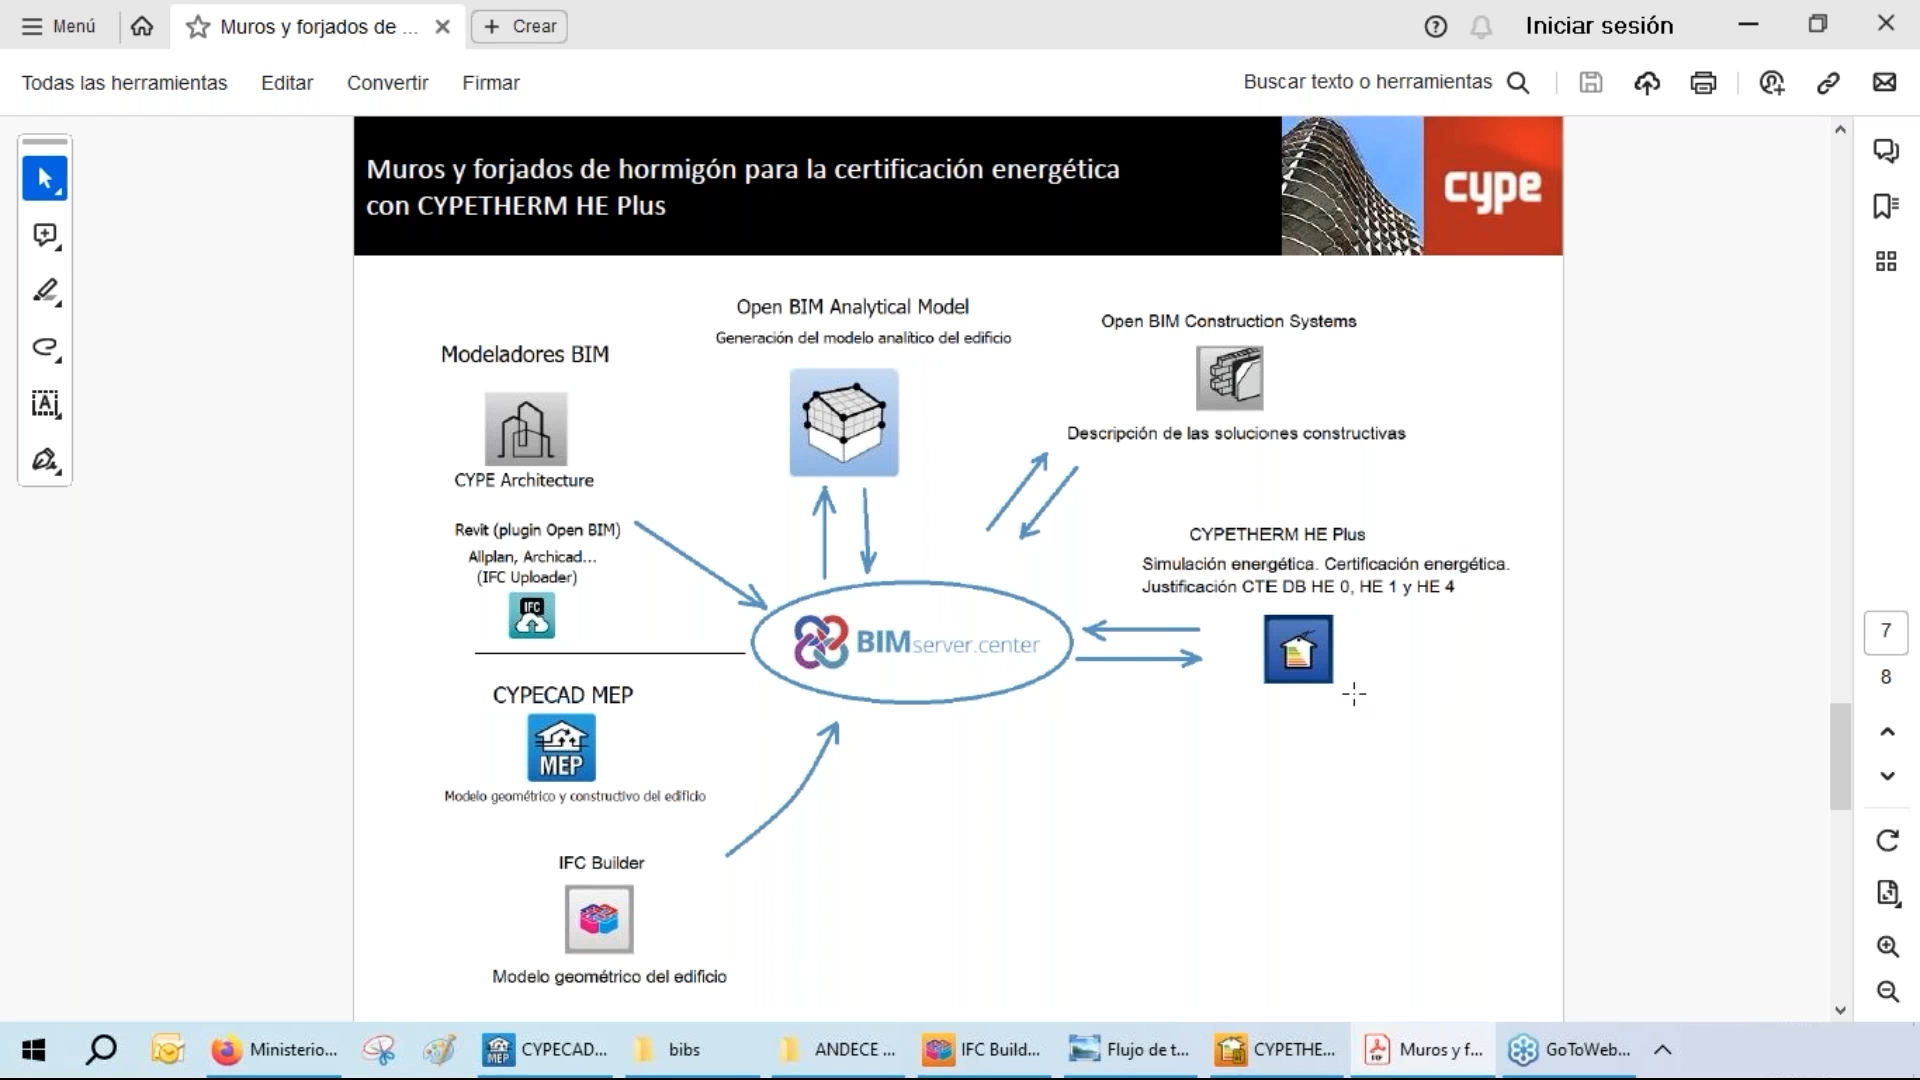 Menú
Muros y forjados de ...
Crear
Iniciar sesión
Todas las herramientas
Editar
Convertir
Firmar
Buscar texto o herramientas
Muros y forjados de hormigón para la certificación energética
con CYPETHERM HE Plus
cype
Open BIM Analytical Model
Generación del modelo analítico del edificio
Open BIM Construction Systems
Descripción de las soluciones constructivas
Modeladores BIM
CYPE Architecture
Revit (plugin Open BIM)
Allplan, Archicad...
(IFC Uploader)
IFC
CYPETHERM HE Plus
Simulación energética. Certificación energética.
Justificación CTE DB HE 0, HE 1 y HE 4
BIMserver.center
CYPECAD MEP
MEP
Modelo geométrico y constructivo del edificio
IFC Builder
Modelo geométrico del edificio
7
8
Ministerio...
MEP
CYPECAD...
bibs
ANDECE ...
IFC Build...
Flujo de t...
CYPETHE...
Muros y f...
GoToWeb...